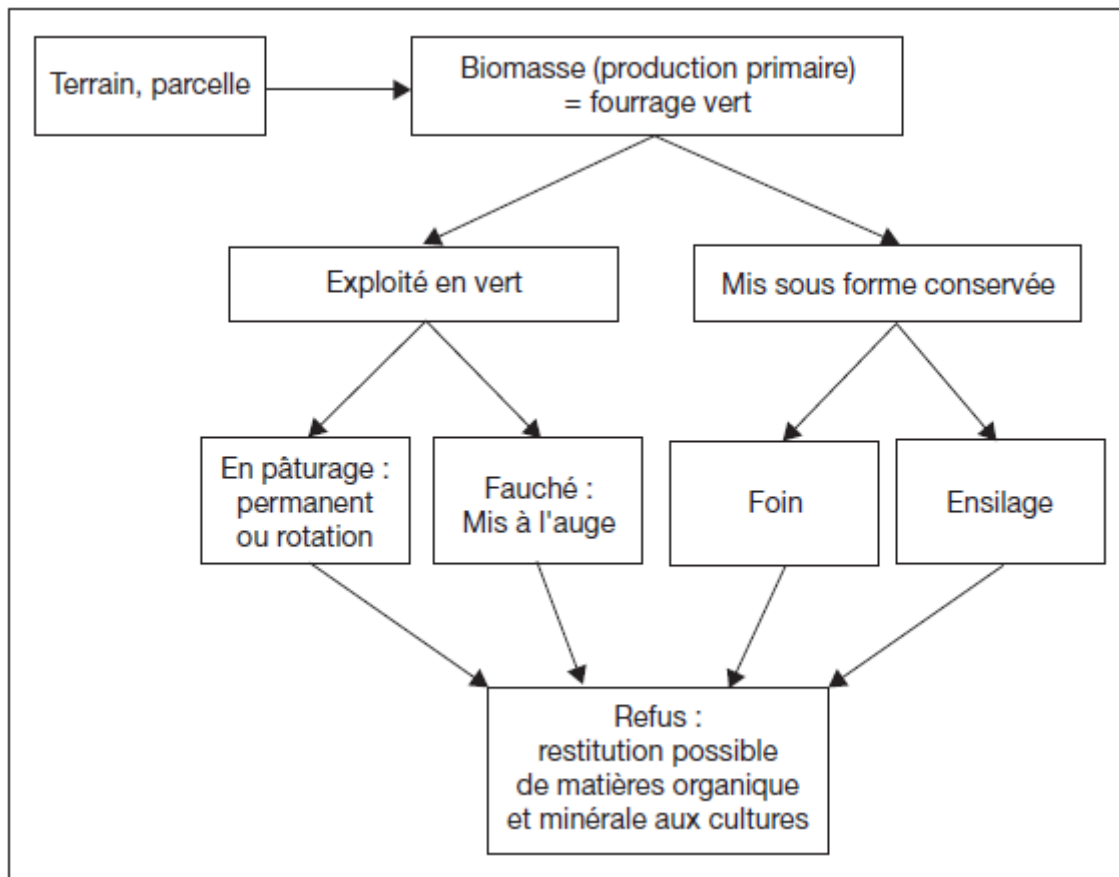 Terrain, parcelle
Biomasse (production primaire)
= fourrage vert
Exploité en vert
Mis sous forme conservée
En pâturage :
permanent
ou rotation
Fauché :
Mis à l'auge
Foin
Ensilage
Refus :
restitution possible
de matières organique
et minérale aux cultures